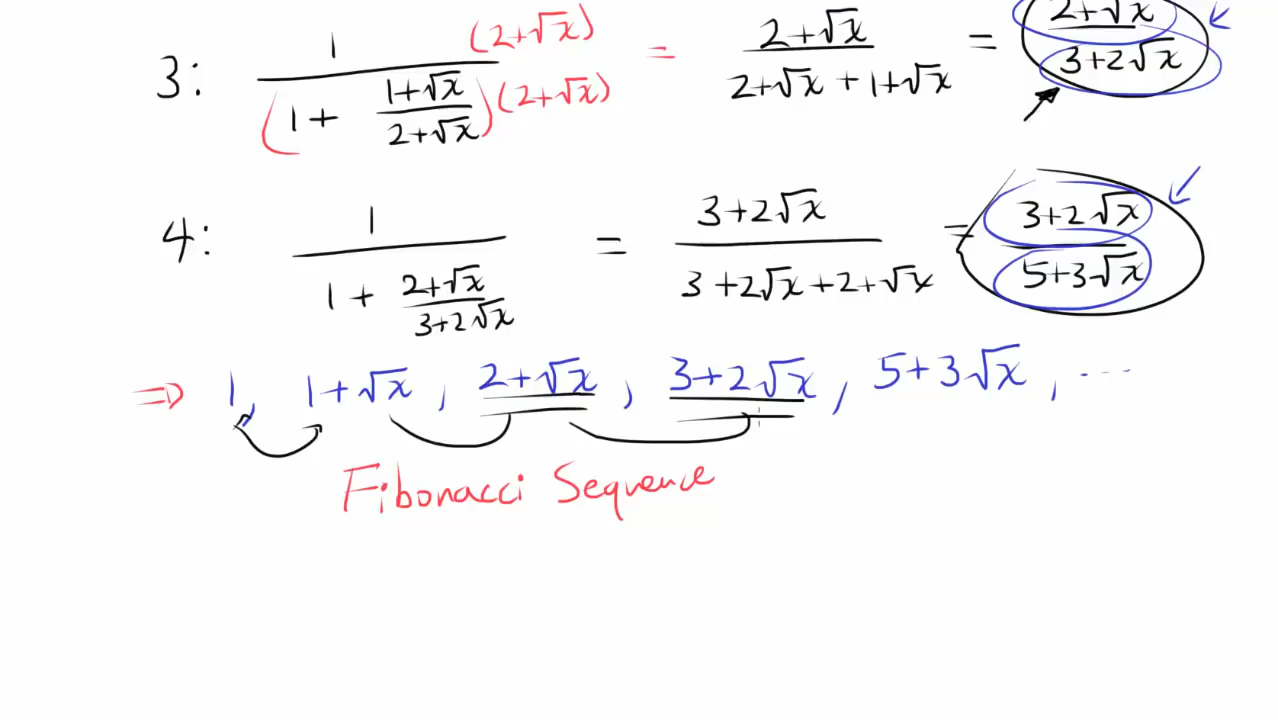 3: 1 (2+√x) / (1 + (1+√x)/(2+√x)) (2+√x) = (2+√x)/(2+√x + 1+√x) = (2+√x)/(3+2√x)
4: 1/(1 + (2+√x)/(3+2√x)) = (3+2√x)/(3+2√x+2+√x) = (3+2√x)/(5+3√x)
⇒ 1, 1+√x, 2+√x, 3+2√x, 5+3√x, ...
Fibonacci Sequence